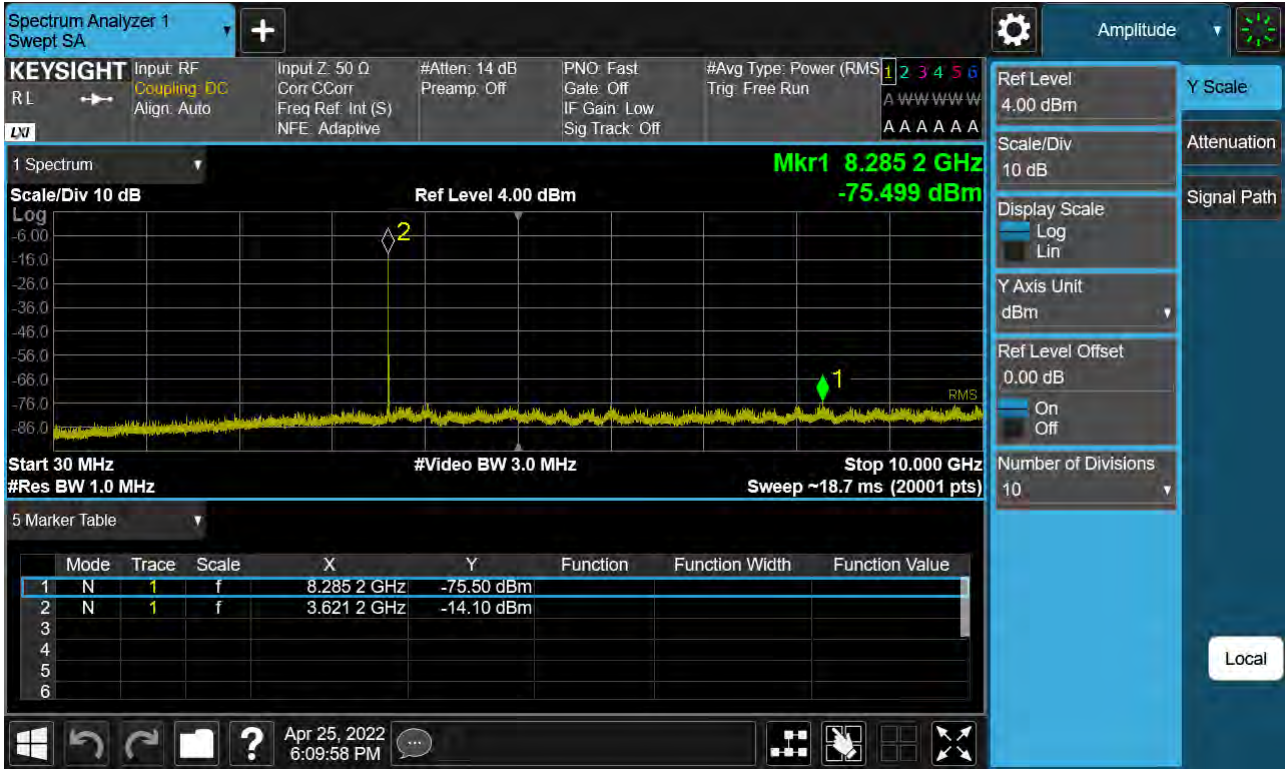 Spectrum Analyzer 1
Swept SA
+
Amplitude
KEYSIGHT
RL
LXI
Input: RF
Coupling: DC
Align: Auto
Input Z: 50 Ω
Corr CCorr
Freq Ref: Int (S)
NFE: Adaptive
#Atten: 14 dB
Preamp: Off
PNO: Fast
Gate: Off
IF Gain: Low
Sig Track: Off
#Avg Type: Power (RMS
Trig: Free Run
1 2 3 4 5 6
A W W W W W
A A A A A A
1 Spectrum
Mkr1 8.285 2 GHz
Scale/Div 10 dB
Ref Level 4.00 dBm
-75.499 dBm
Log
-6.00
-16.0
-26.0
-36.0
-46.0
-56.0
-66.0
-76.0
-86.0
2
1
RMS
Start 30 MHz
#Video BW 3.0 MHz
Stop 10.000 GHz
#Res BW 1.0 MHz
Sweep ~18.7 ms (20001 pts)
5 Marker Table
Mode Trace Scale X Y Function Function Width Function Value
1 N 1 f 8.285 2 GHz -75.50 dBm
2 N 1 f 3.621 2 GHz -14.10 dBm
3
4
5
6
Ref Level
4.00 dBm
Scale/Div
10 dB
Display Scale
Log
Lin
Y Axis Unit
dBm
Ref Level Offset
0.00 dB
On
Off
Number of Divisions
10
Y Scale
Attenuation
Signal Path
Local
?
Apr 25, 2022
6:09:58 PM